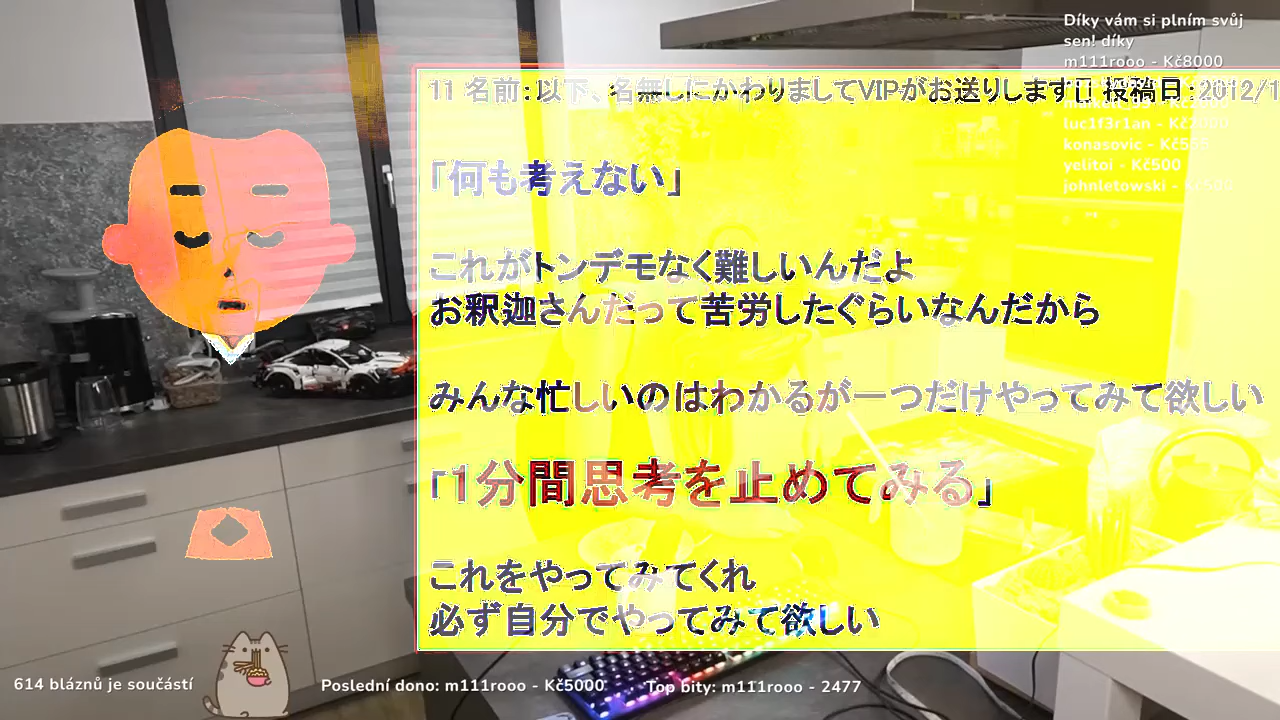 Díky vám si plním svůj
sen! díky
m111rooo - Kč8000
luc1f3r1an - Kč2000
konasovic - Kč555
yelitoi - Kč500
johnletowski - Kč500
11 名前:以下、名無しにかわりましてVIPがお送りします[] 投稿日:2012/1
「何も考えない」
これがトンデモなく難しいんだよ
お釈迦さんだって苦労したぐらいなんだから
みんな忙しいのはわかるが一つだけやってみて欲しい
「1分間思考を止めてみる」
これをやってみてくれ
必ず自分でやってみて欲しい
614 bláznů je součástí
Poslední dono: m111rooo - Kč5000
Top bity: m111rooo - 2477